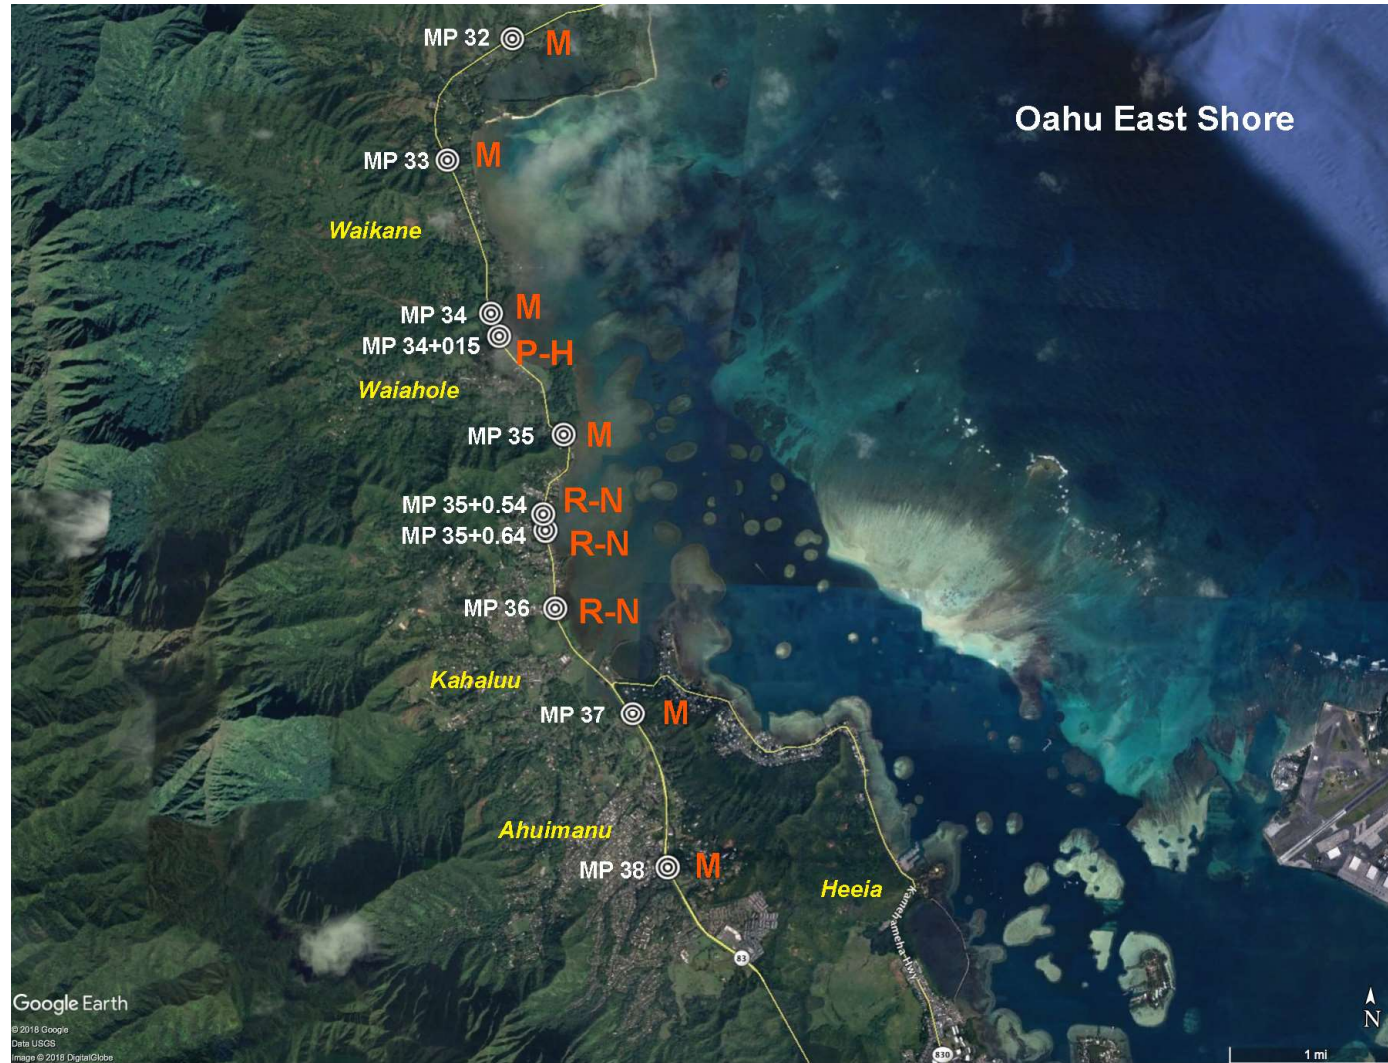 MP 32 M
Oahu East Shore
MP 33 M
Waikane
MP 34 M
MP 34+015 P-H
Waiahole
MP 35 M
MP 35+0.54 R-N
MP 35+0.64 R-N
MP 36 R-N
Kahaluu
MP 37 M
Ahuimanu
MP 38 M
Heeia
Kamehameha Hwy
83
Google Earth
N
© 2018 Google
Data USGS
Image © 2018 DigitalGlobe
830
1 mi